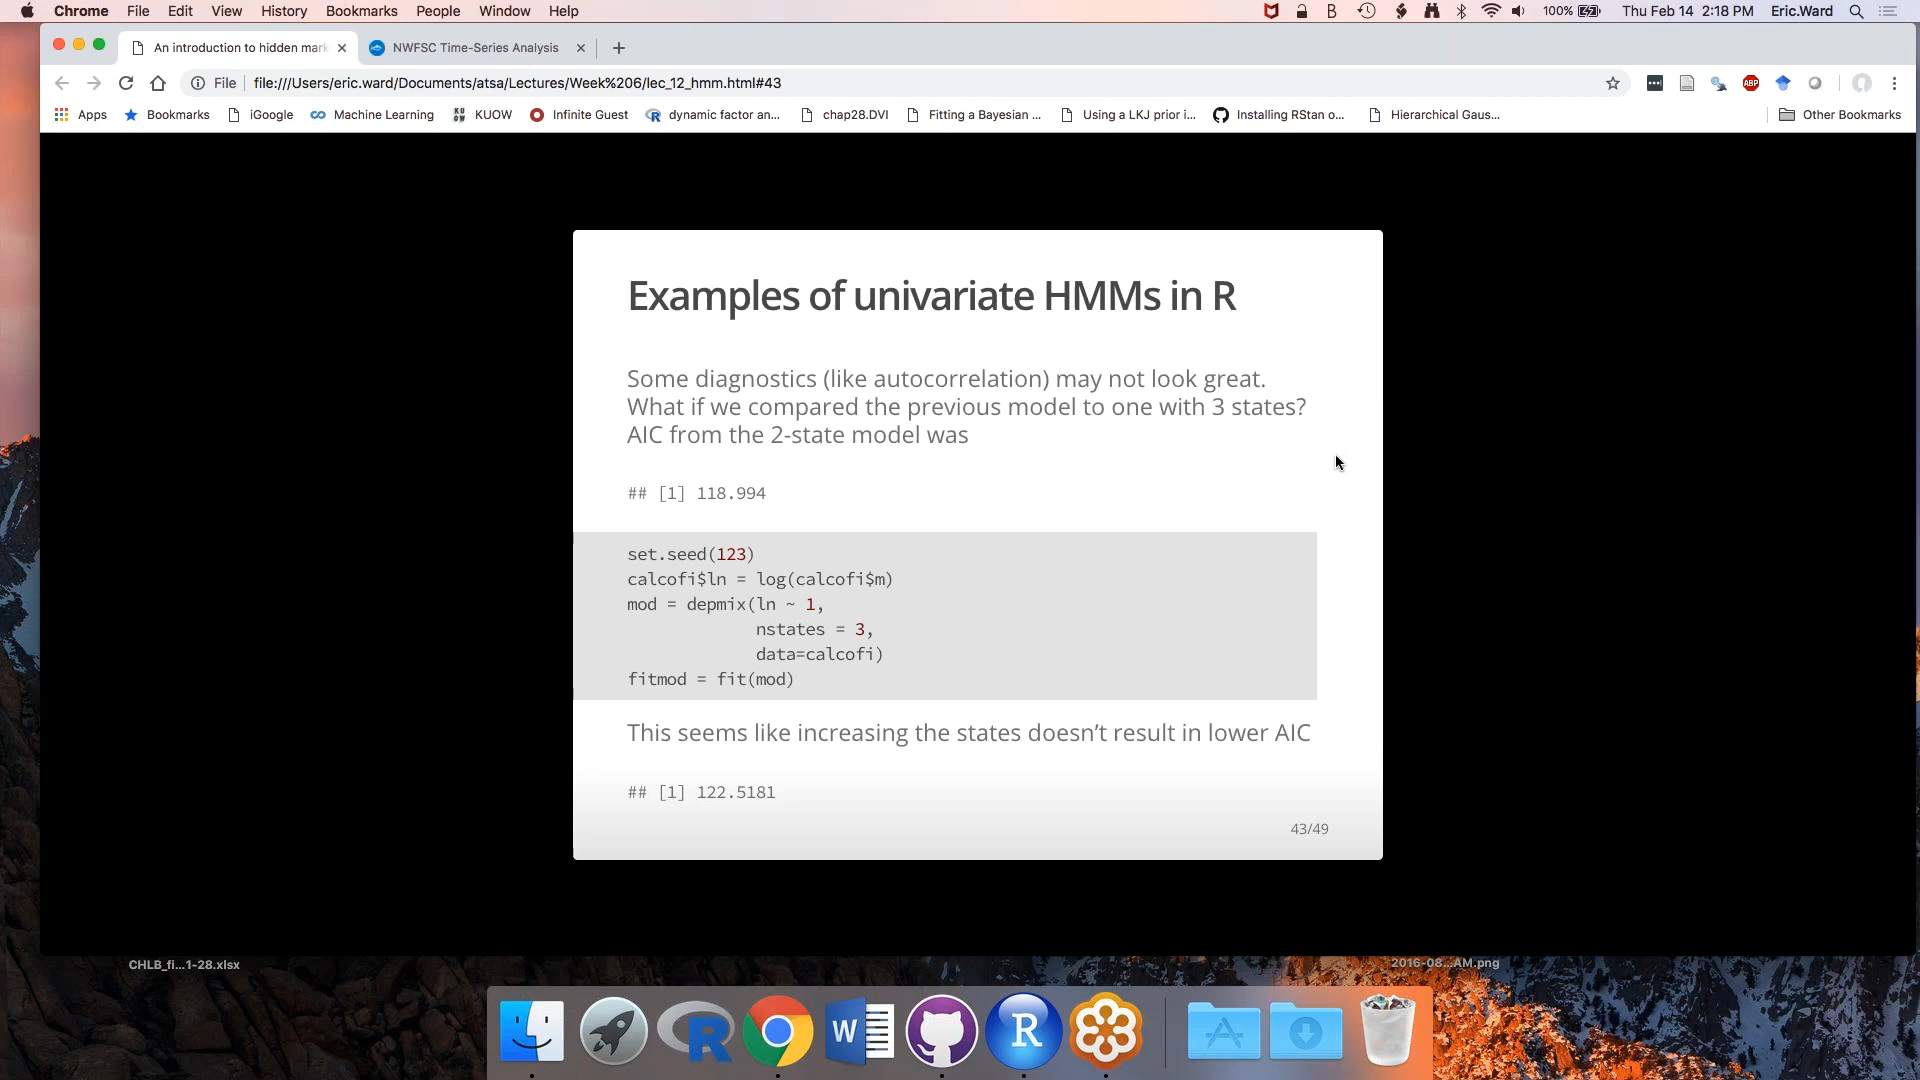 Chrome File Edit View History Bookmarks People Window Help 100% Thu Feb 14 2:18 PM Eric.Ward
An introduction to hidden mark NWFSC Time-Series Analysis
File file:///Users/eric.ward/Documents/atsa/Lectures/Week%206/lec_12_hmm.html#43 ABP
Apps Bookmarks iGoogle Machine Learning KUOW KUOW Infinite Guest dynamic factor an... chap28.DVI Fitting a Bayesian ... Using a LKJ prior i... Installing RStan o... Hierarchical Gaus... Other Bookmarks
Examples of univariate HMMs in R
Some diagnostics (like autocorrelation) may not look great.
What if we compared the previous model to one with 3 states?
AIC from the 2-state model was
## [1] 118.994
set.seed(123)
calcofi$ln = log(calcofi$m)
mod = depmix(ln ~ 1,
nstates = 3,
data=calcofi)
fitmod = fit(mod)
This seems like increasing the states doesn’t result in lower AIC
## [1] 122.5181
43/49
CHLB_fi...1-28.xlsx 2016-08...AM.png
R W R